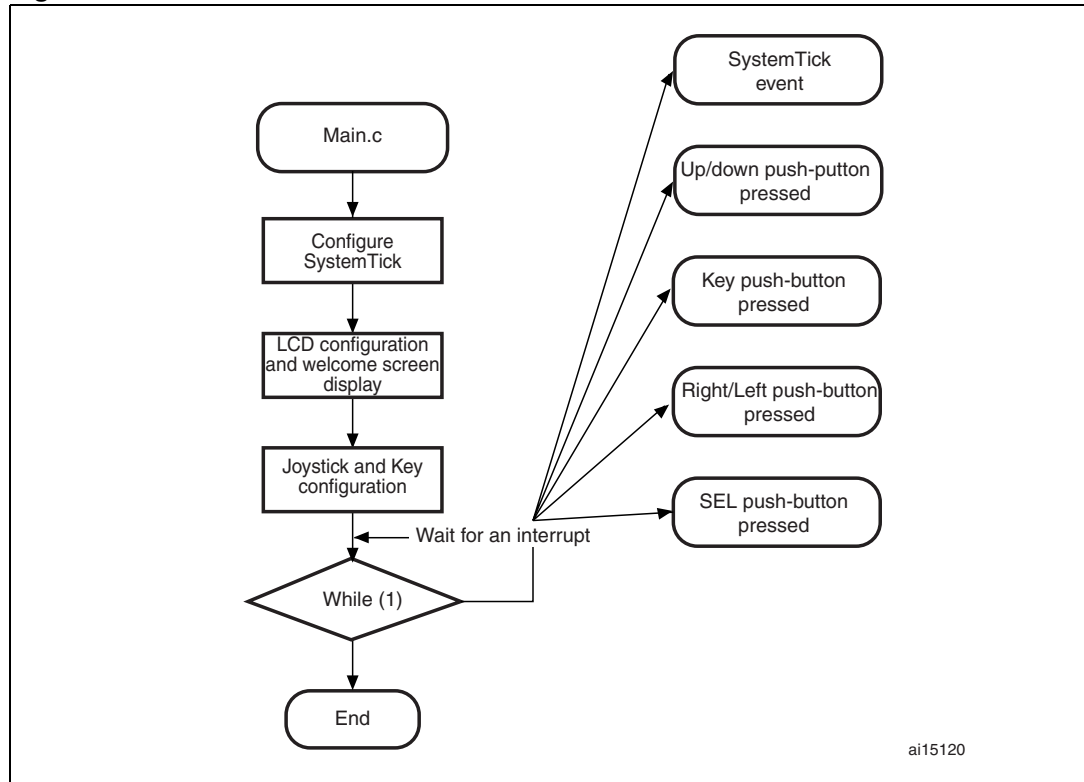 Main.c
Configure
SystemTick
LCD configuration
and welcome screen
display
Joystick and Key
configuration
Wait for an interrupt
While (1)
End
SystemTick
event
Up/down push-putton
pressed
Key push-button
pressed
Right/Left push-button
pressed
SEL push-button
pressed
ai15120